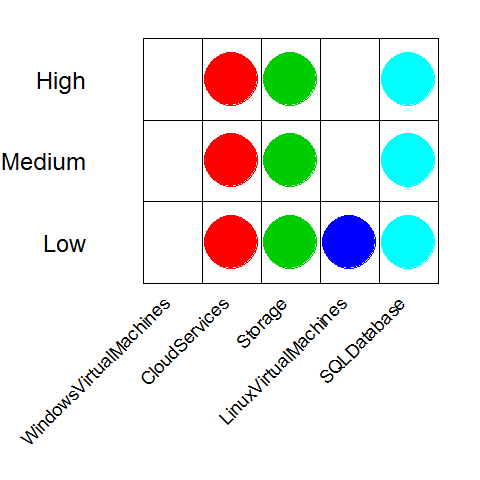 High
Medium
Low
WindowsVirtualMachines
CloudServices
Storage
LinuxVirtualMachines
SQLDatabase